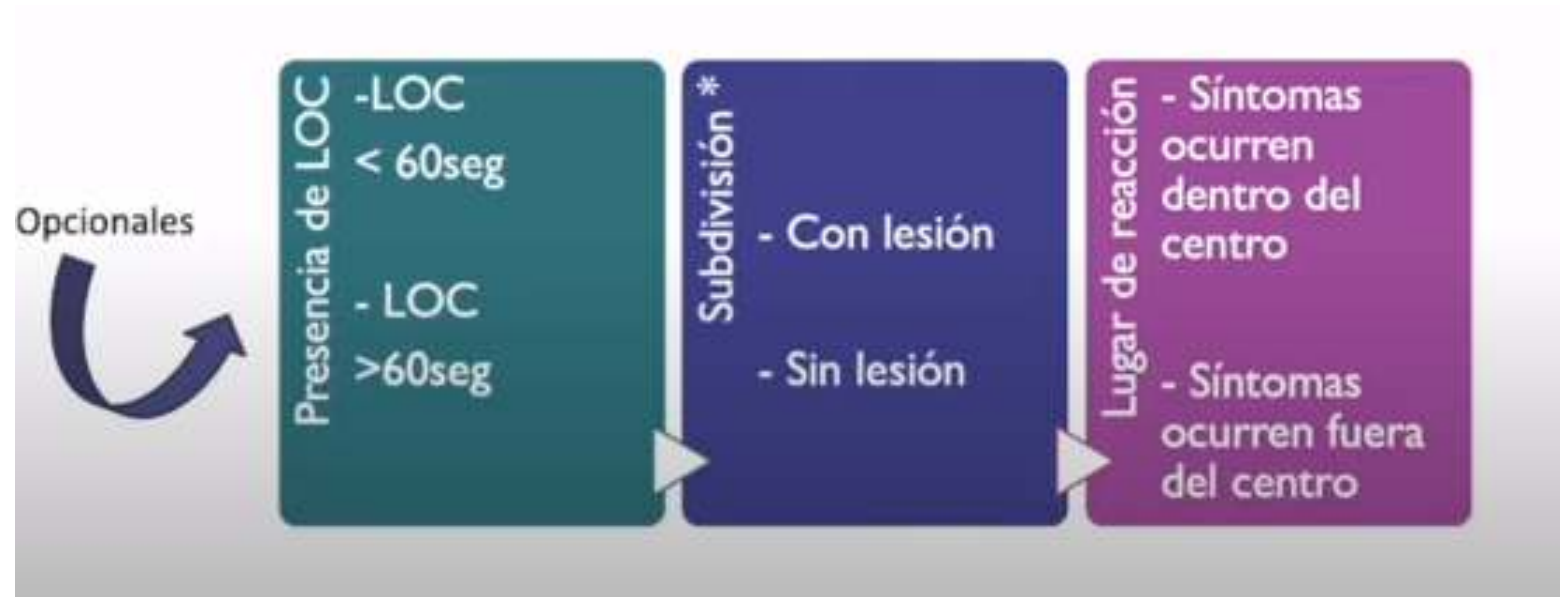 Opcionales
Presencia de LOC
-LOC
< 60seg
- LOC
>60seg
Subdivisión *
- Con lesión
- Sin lesión
Lugar de reacción
- Síntomas
ocurren
dentro del
centro
- Síntomas
ocurren fuera
del centro